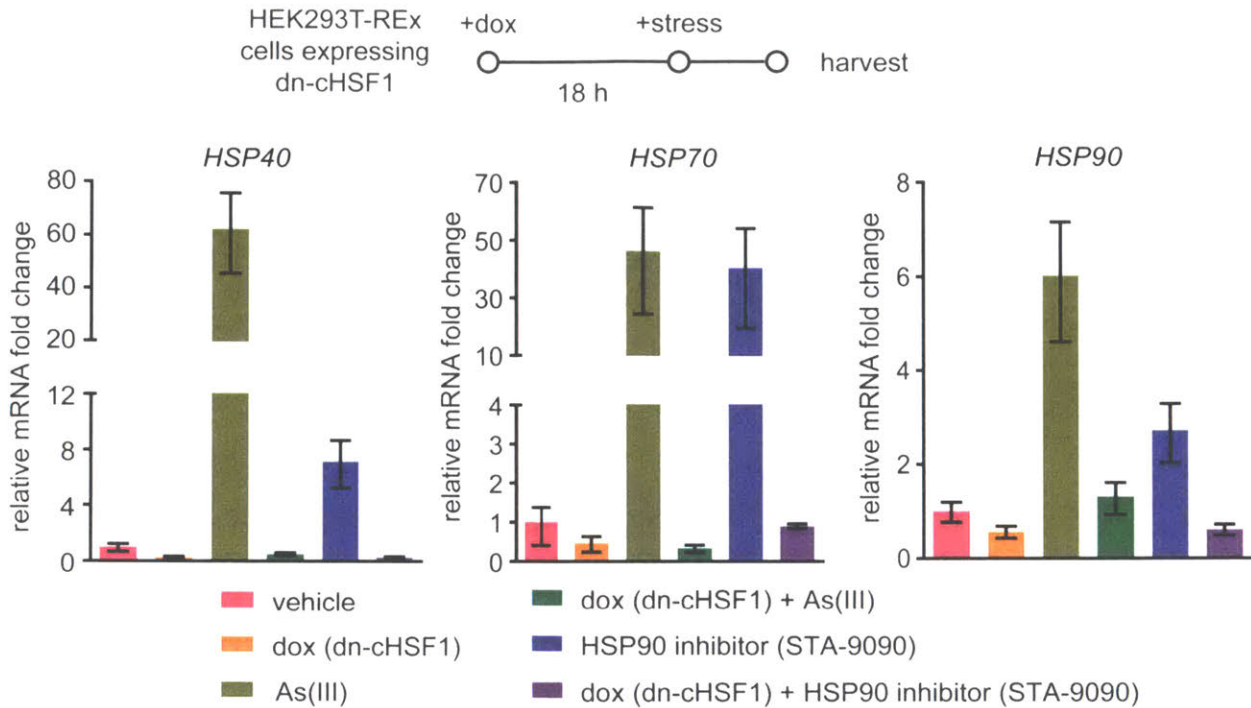 HEK293T-REx
cells expressing
dn-cHSF1
+dox
+stress
18 h
harvest
HSP40
relative mRNA fold change
80
60
40
20
12
8
4
0
HSP70
relative mRNA fold change
70
50
30
10
4
3
2
1
0
HSP90
relative mRNA fold change
8
6
4
2
0
vehicle
dox (dn-cHSF1)
As(III)
dox (dn-cHSF1) + As(III)
HSP90 inhibitor (STA-9090)
dox (dn-cHSF1) + HSP90 inhibitor (STA-9090)